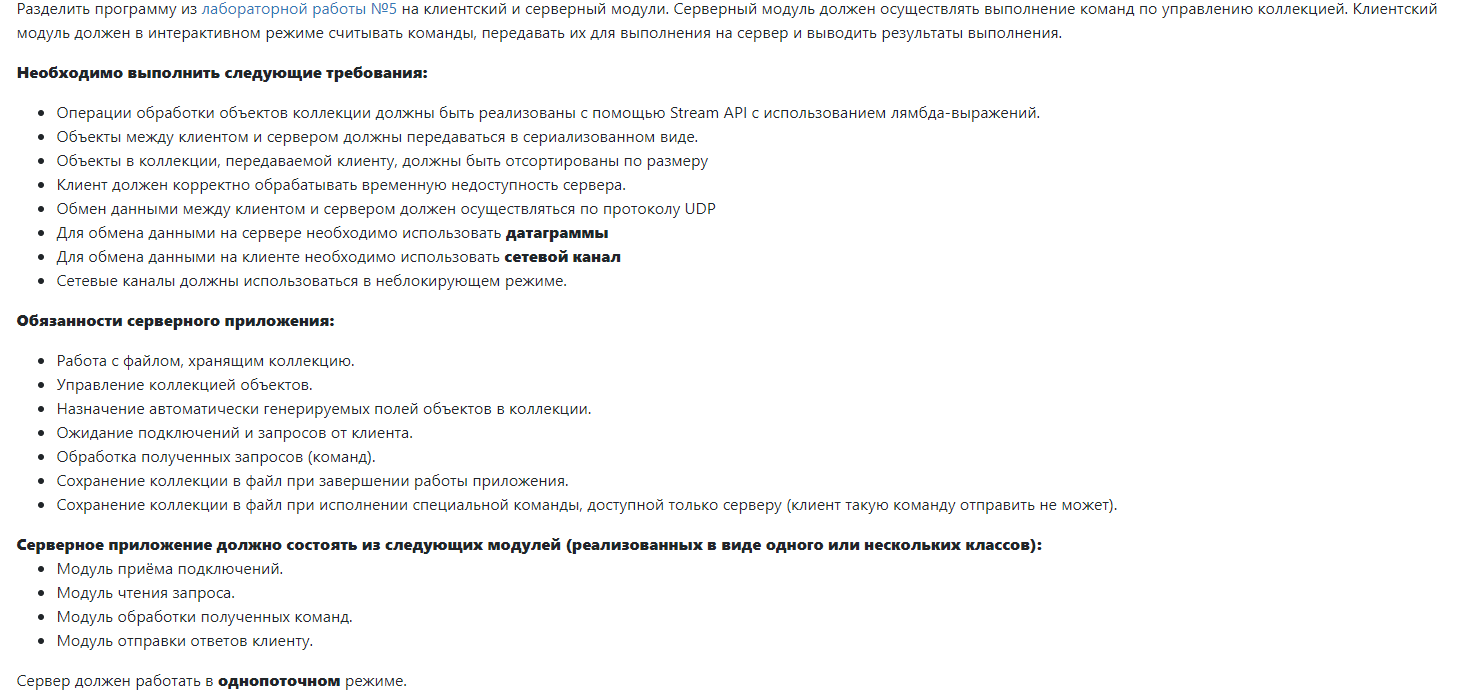 Разделить программу из лабораторной работы №5 на клиентский и серверный модули. Серверный модуль должен осуществлять выполнение команд по управлению коллекцией. Клиентский
модуль должен в интерактивном режиме считывать команды, передавать их для выполнения на сервер и выводить результаты выполнения.
Необходимо выполнить следующие требования:
• Операции обработки объектов коллекции должны быть реализованы с помощью Stream API с использованием лямбда-выражений.
• Объекты между клиентом и сервером должны передаваться в сериализованном виде.
• Объекты в коллекции, передаваемой клиенту, должны быть отсортированы по размеру
• Клиент должен корректно обрабатывать временную недоступность сервера.
• Обмен данными между клиентом и сервером должен осуществляться по протоколу UDP
• Для обмена данными на сервере необходимо использовать датаграммы
• Для обмена данными на клиенте необходимо использовать сетевой канал
• Сетевые каналы должны использоваться в неблокирующем режиме.
Обязанности серверного приложения:
• Работа с файлом, хранящим коллекцию.
• Управление коллекцией объектов.
• Назначение автоматически генерируемых полей объектов в коллекции.
• Ожидание подключений и запросов от клиента.
• Обработка полученных запросов (команд).
• Сохранение коллекции в файл при завершении работы приложения.
• Сохранение коллекции в файл при исполнении специальной команды, доступной только серверу (клиент такую команду отправить не может).
Серверное приложение должно состоять из следующих модулей (реализованных в виде одного или нескольких классов):
• Модуль приёма подключений.
• Модуль чтения запроса.
• Модуль обработки полученных команд.
• Модуль отправки ответов клиенту.
Сервер должен работать в однопоточном режиме.